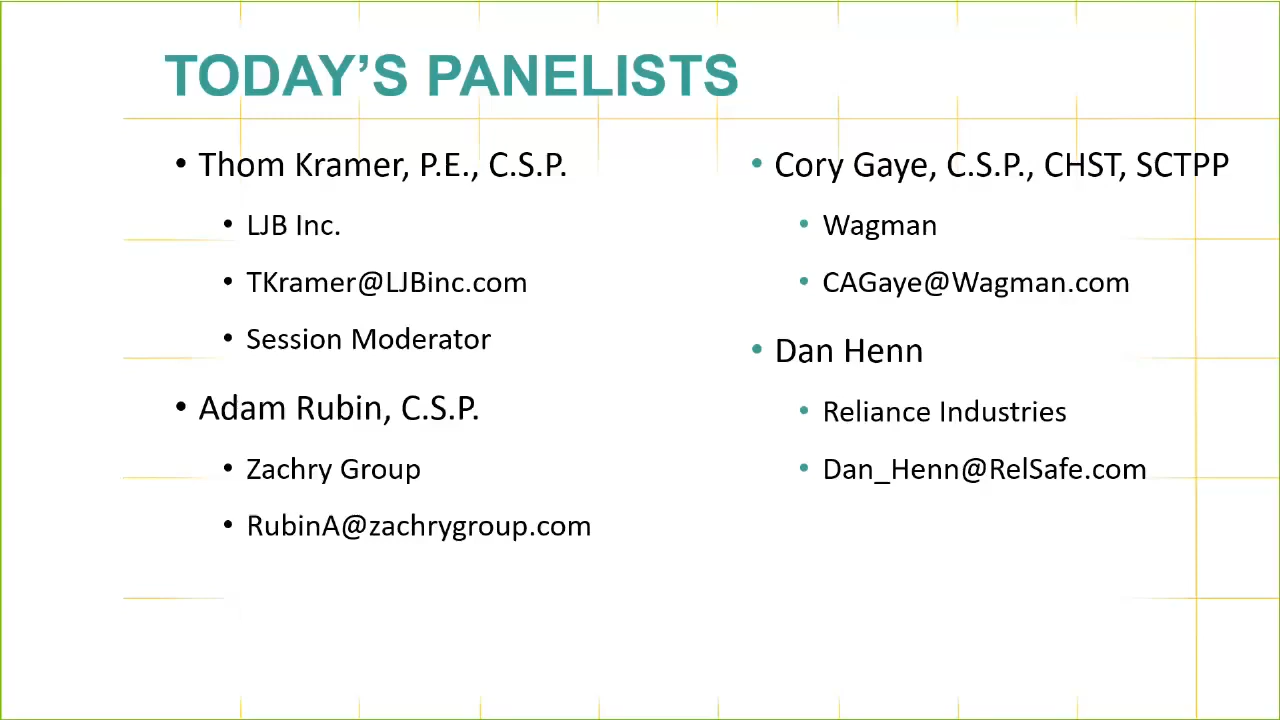 TODAY’S PANELISTS
• Thom Kramer, P.E., C.S.P.
• LJB Inc.
• TKramer@LJBinc.com
• Session Moderator
• Adam Rubin, C.S.P.
• Zachry Group
• RubinA@zachrygroup.com
• Cory Gaye, C.S.P., CHST, SCTPP
• Wagman
• CAGaye@Wagman.com
• Dan Henn
• Reliance Industries
• Dan_Henn@RelSafe.com